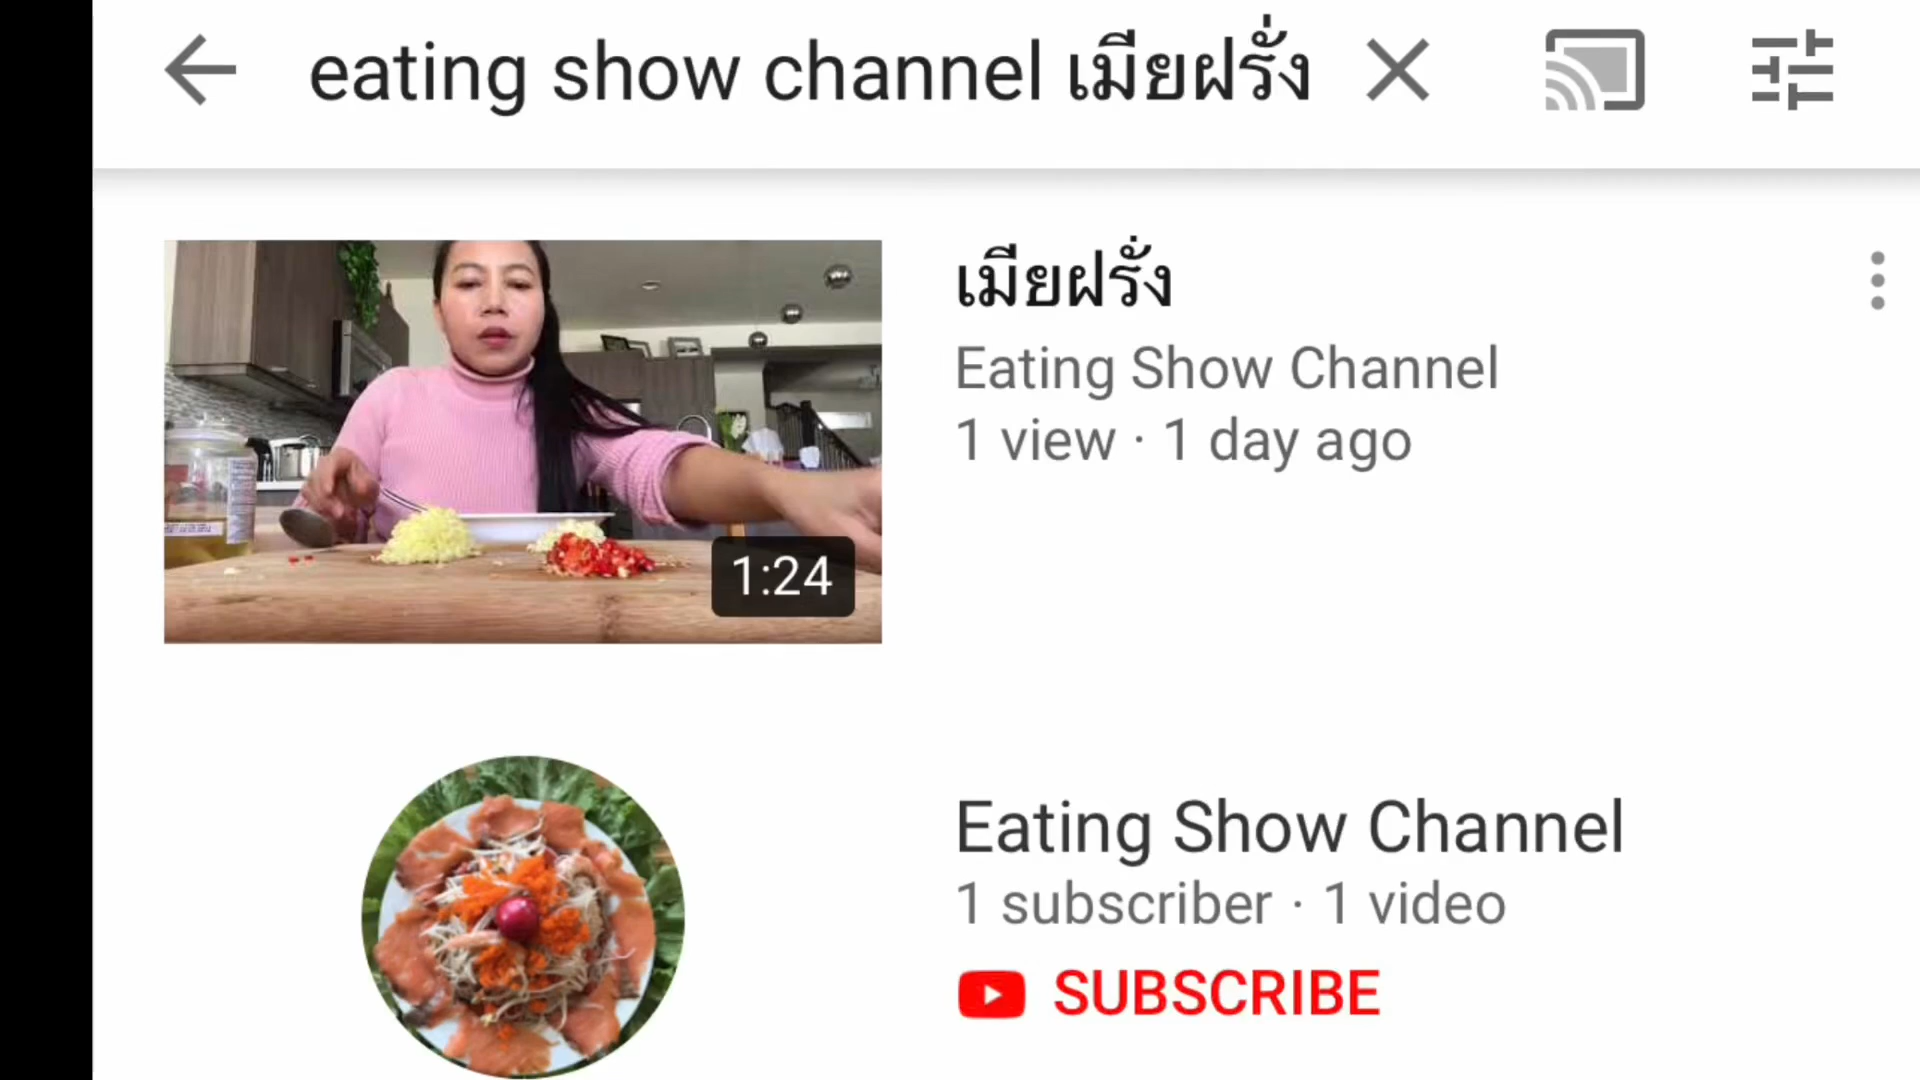 eating show channel เมียฝรั่ง
เมียฝรั่ง
Eating Show Channel
1 view · 1 day ago
1:24
Eating Show Channel
1 subscriber · 1 video
SUBSCRIBE